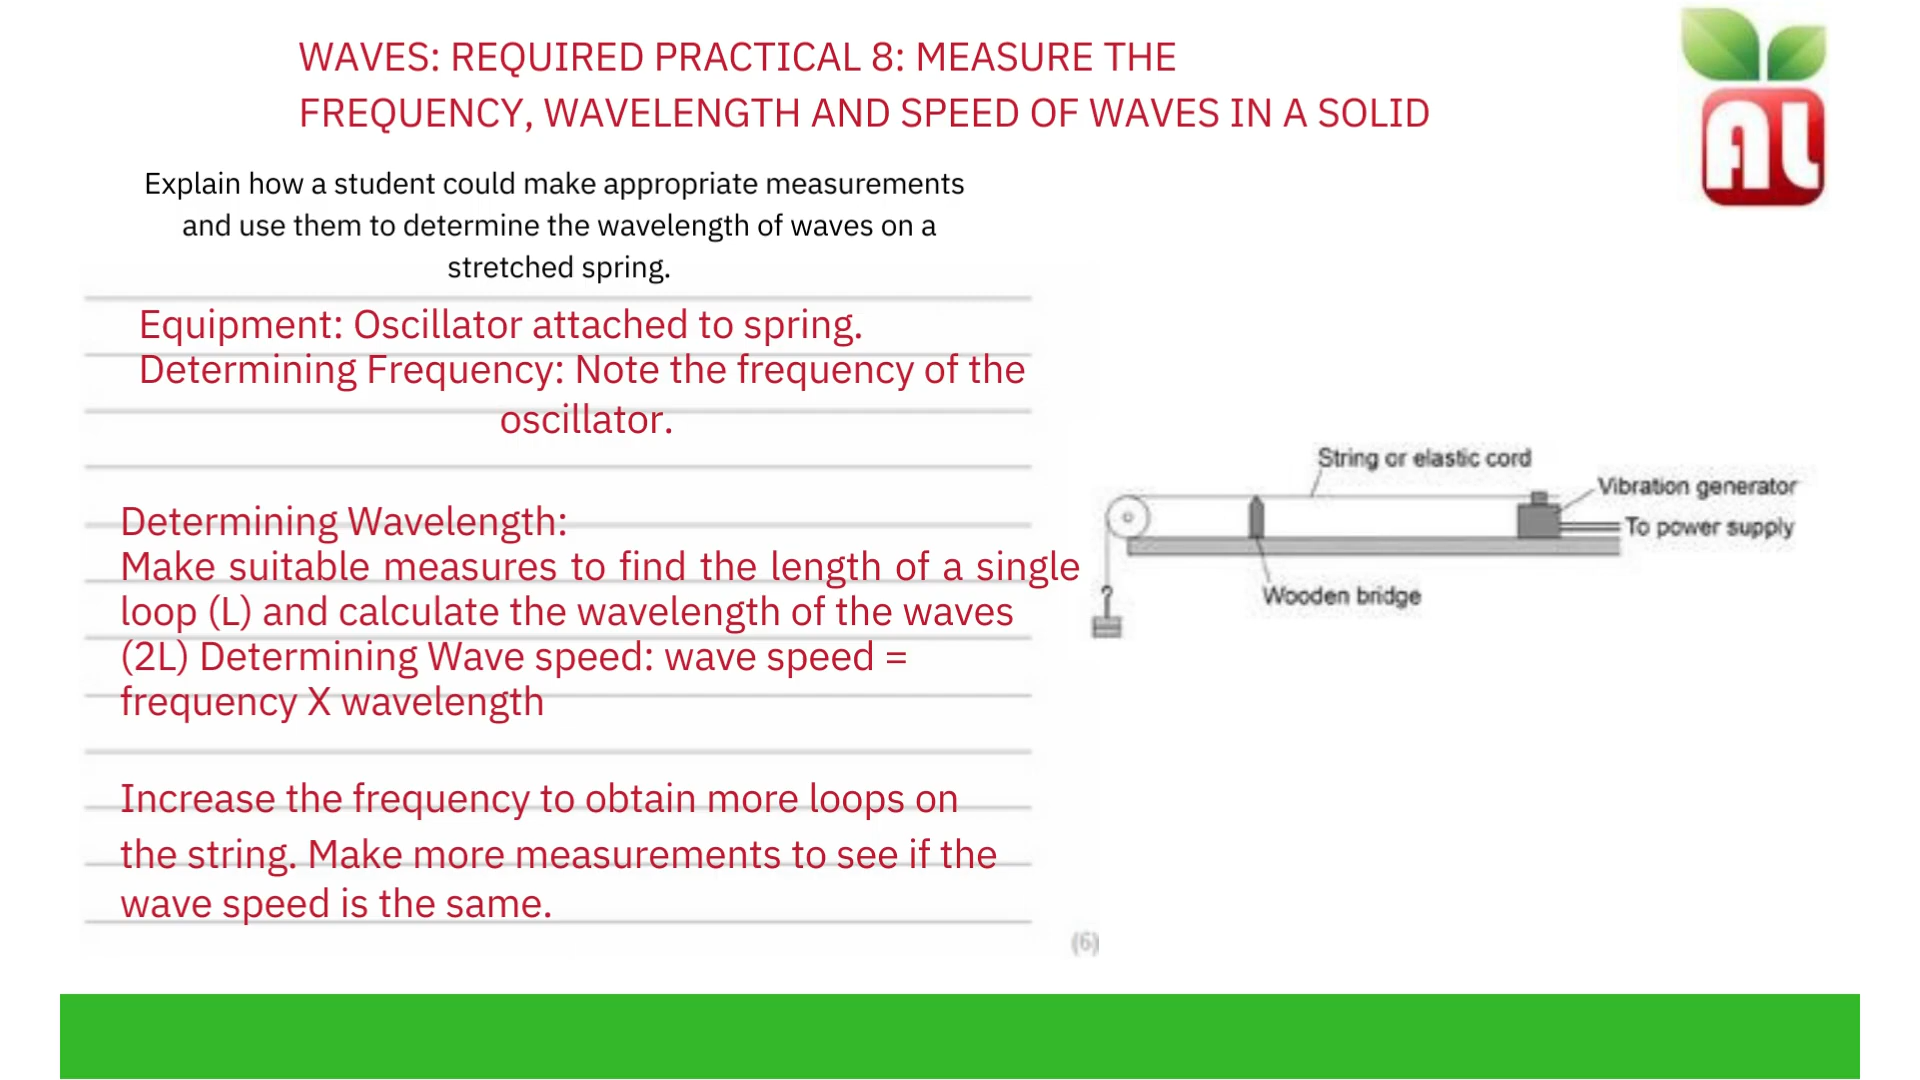 WAVES: REQUIRED PRACTICAL 8: MEASURE THE
FREQUENCY, WAVELENGTH AND SPEED OF WAVES IN A SOLID
AL
Explain how a student could make appropriate measurements
and use them to determine the wavelength of waves on a
stretched spring.
Equipment: Oscillator attached to spring.
Determining Frequency: Note the frequency of the
oscillator.
Determining Wavelength:
Make suitable measures to find the length of a single
loop (L) and calculate the wavelength of the waves
(2L) Determining Wave speed: wave speed =
frequency X wavelength
Increase the frequency to obtain more loops on
the string. Make more measurements to see if the
wave speed is the same.
(6)
String or elastic cord
Vibration generator
To power supply
Wooden bridge